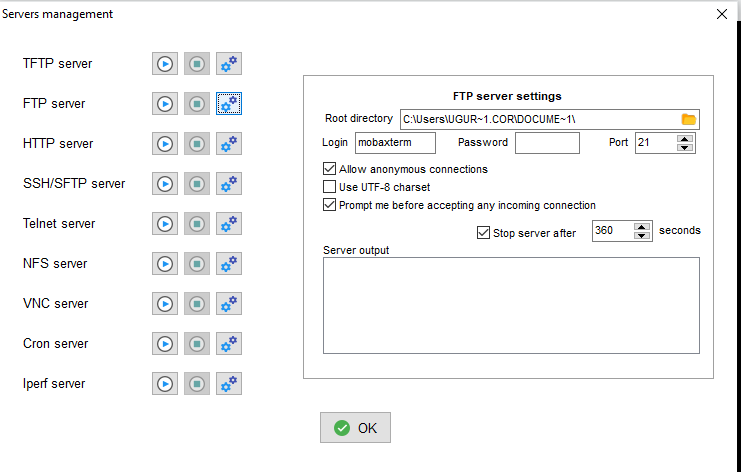 Servers management
TFTP server
FTP server
HTTP server
SSH/SFTP server
Telnet server
NFS server
VNC server
Cron server
Iperf server
FTP server settings
Root directory C:\Users\UGUR~1.COR\DOCUME~1\
Login mobaxterm Password Port 21
Allow anonymous connections
Use UTF-8 charset
Prompt me before accepting any incoming connection
Stop server after 360 seconds
Server output
OK